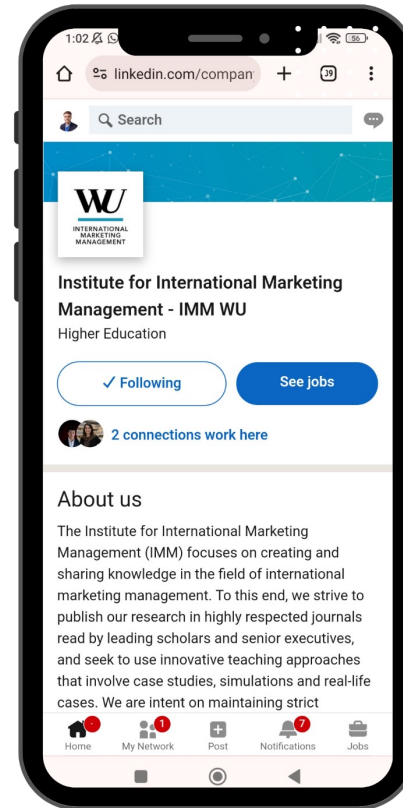 1:02
56
linkedin.com/compan
39
Search
WU
INTERNATIONAL
MARKETING
MANAGEMENT
Institute for International Marketing
Management - IMM WU
Higher Education
✓ Following
See jobs
2 connections work here
About us
The Institute for International Marketing
Management (IMM) focuses on creating and
sharing knowledge in the field of international
marketing management. To this end, we strive to
publish our research in highly respected journals
read by leading scholars and senior executives,
and seek to use innovative teaching approaches
that involve case studies, simulations and real-life
cases. We are intent on maintaining strict
1
7
Home My Network Post Notifications Jobs